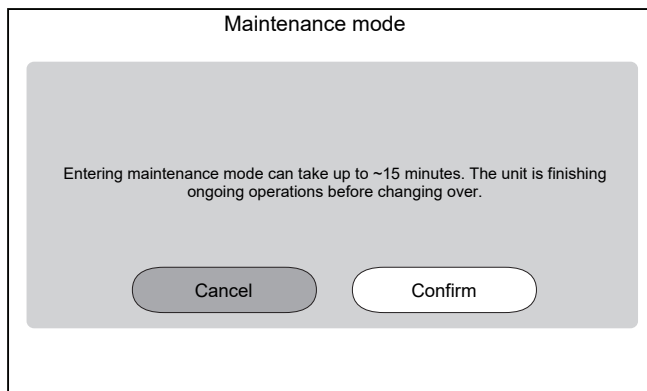 Maintenance mode
Entering maintenance mode can take up to ~15 minutes. The unit is finishing
ongoing operations before changing over.
Cancel
Confirm